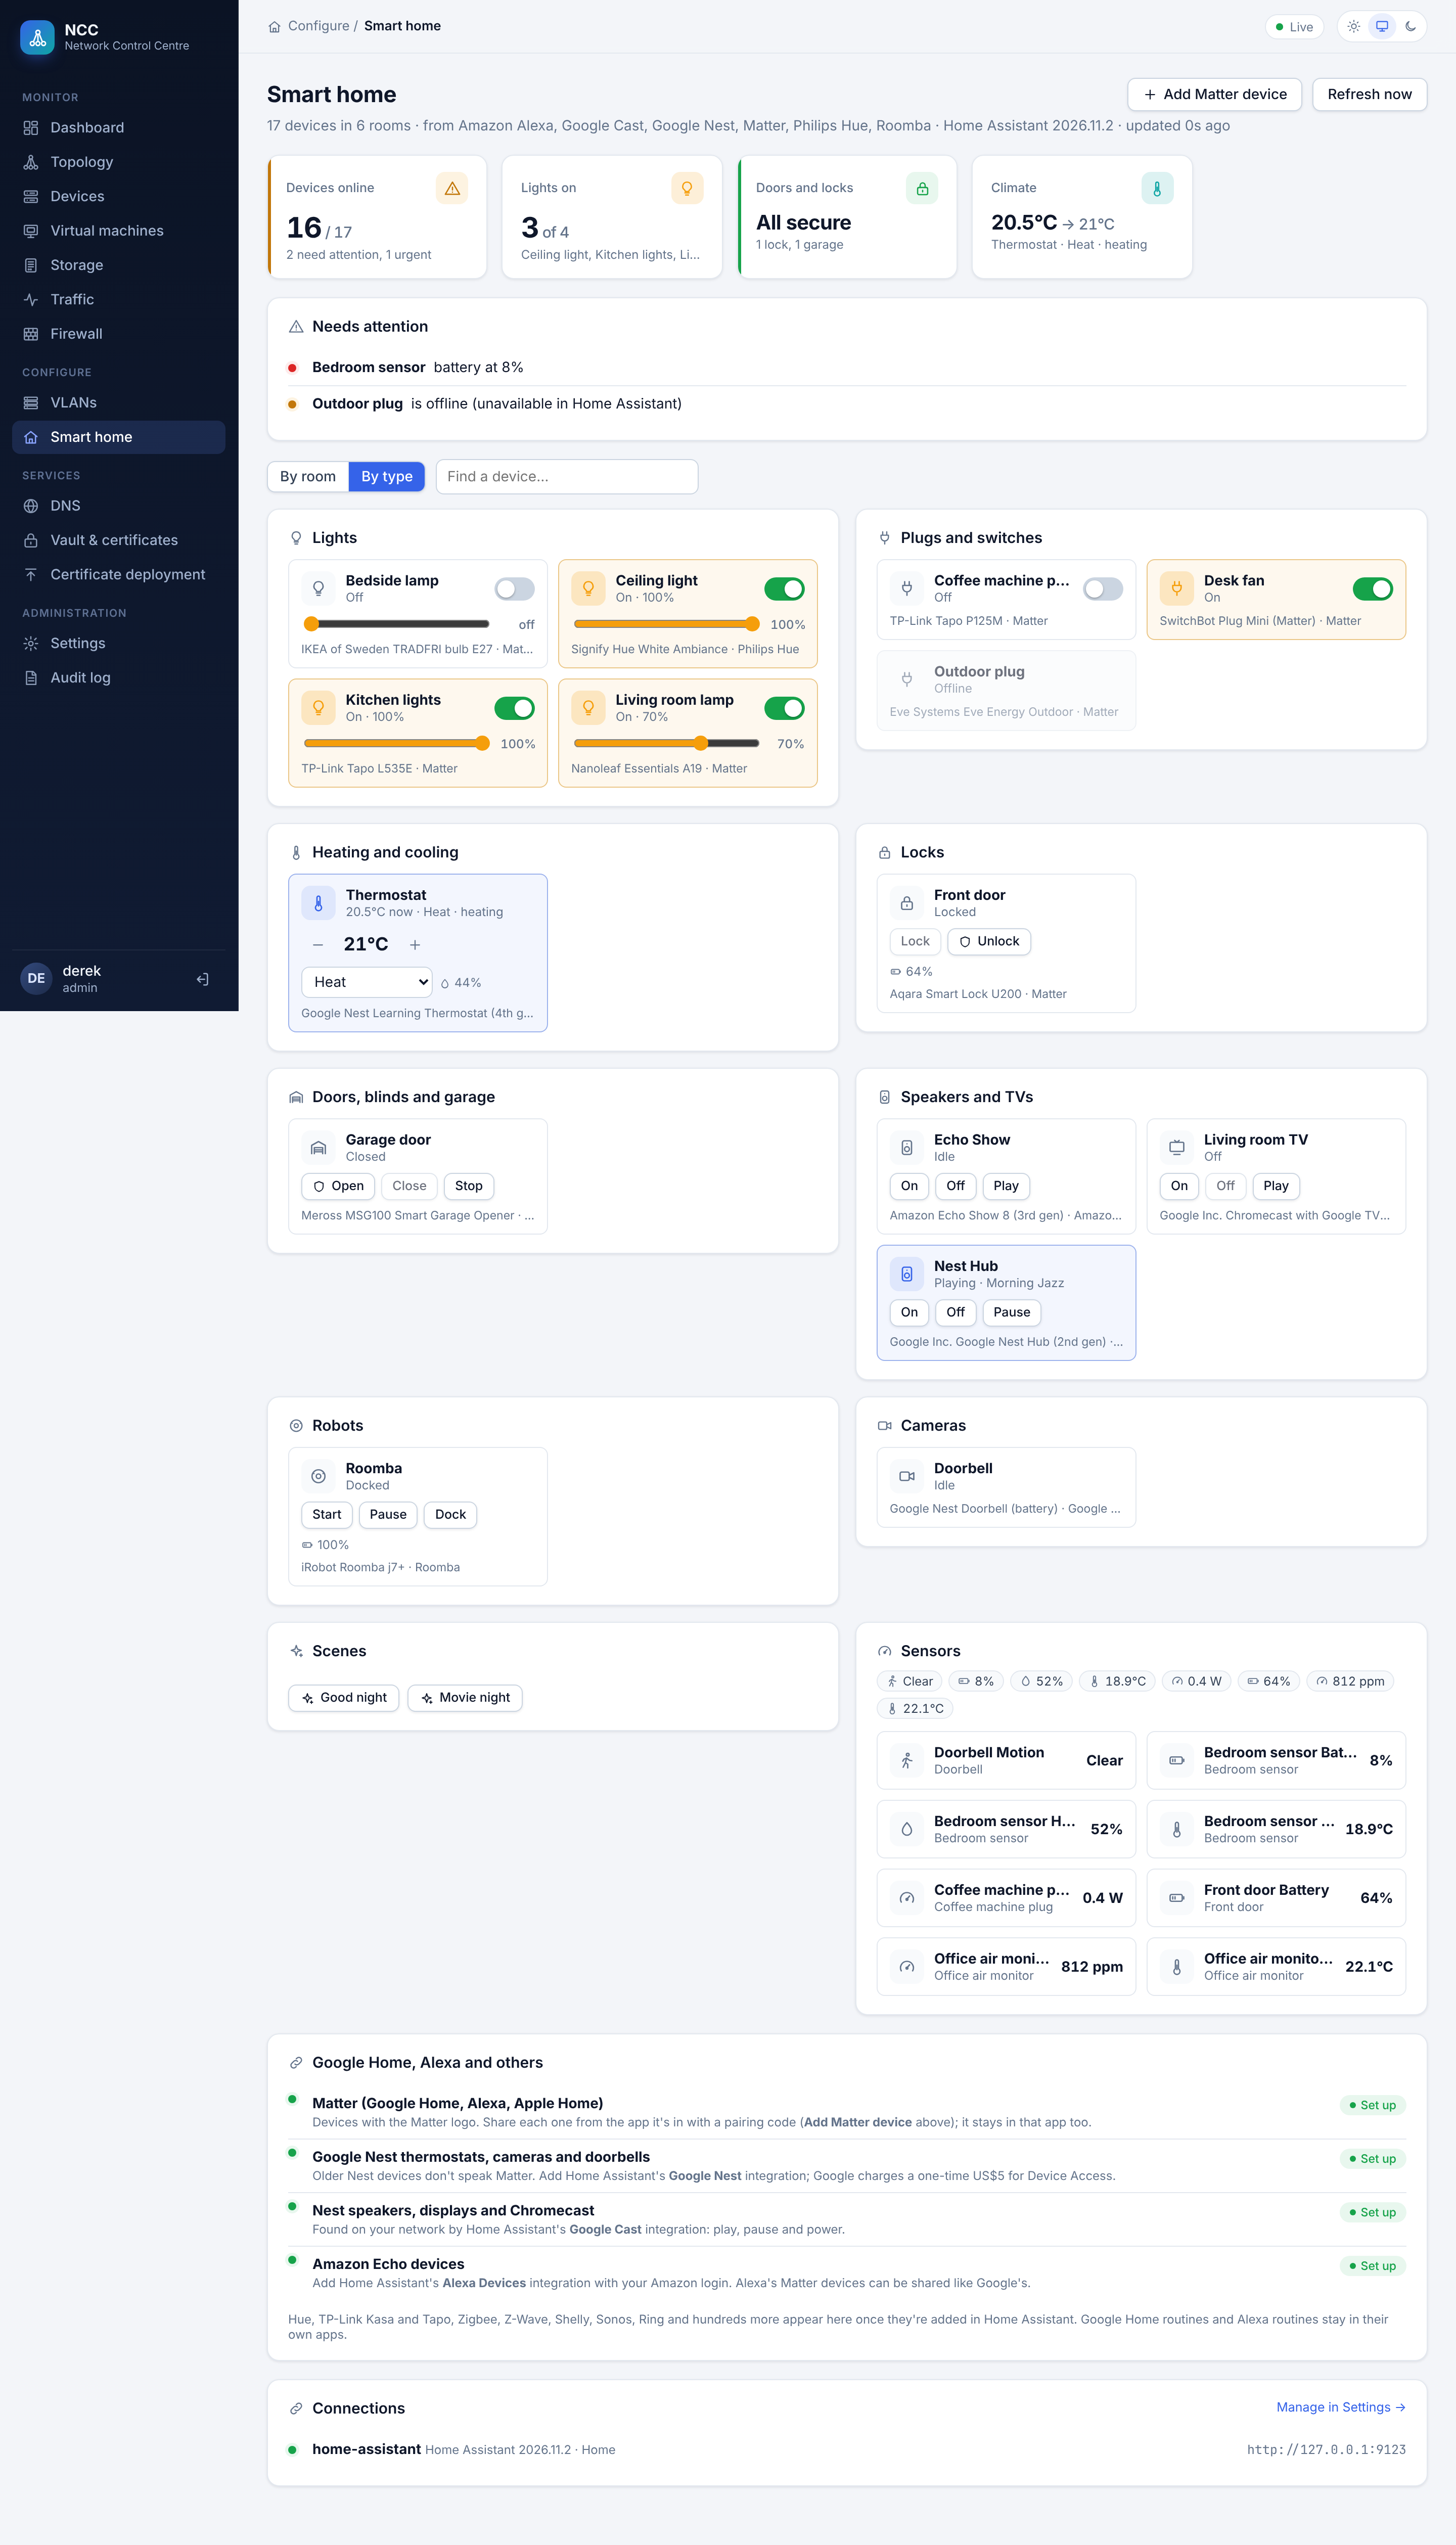 NCC
Network Control Centre
MONITOR
Dashboard
Topology
Devices
Virtual machines
Storage
Traffic
Firewall
CONFIGURE
VLANs
Smart home
SERVICES
DNS
Vault & certificates
Certificate deployment
ADMINISTRATION
Settings
Audit log
DE
derek
admin
Configure / Smart home
Live
Smart home
Add Matter device
Refresh now
17 devices in 6 rooms · from Amazon Alexa, Google Cast, Google Nest, Matter, Philips Hue, Roomba · Home Assistant 2026.11.2 · updated 0s ago
Devices online
16 / 17
2 need attention, 1 urgent
Lights on
3 of 4
Ceiling light, Kitchen lights, Li...
Doors and locks
All secure
1 lock, 1 garage
Climate
20.5°C → 21°C
Thermostat · Heat · heating
Needs attention
Bedroom sensor battery at 8%
Outdoor plug is offline (unavailable in Home Assistant)
By room
By type
Find a device...
Lights
Bedside lamp
Off
off
IKEA of Sweden TRADFRI bulb E27 · Mat...
Ceiling light
On · 100%
100%
Signify Hue White Ambiance · Philips Hue
Kitchen lights
On · 100%
100%
TP-Link Tapo L535E · Matter
Living room lamp
On · 70%
70%
Nanoleaf Essentials A19 · Matter
Plugs and switches
Coffee machine p...
Off
TP-Link Tapo P125M · Matter
Desk fan
On
SwitchBot Plug Mini (Matter) · Matter
Outdoor plug
Offline
Eve Systems Eve Energy Outdoor · Matter
Heating and cooling
Thermostat
20.5°C now · Heat · heating
− 21°C +
Heat
44%
Google Nest Learning Thermostat (4th g...
Locks
Front door
Locked
Lock
Unlock
64%
Aqara Smart Lock U200 · Matter
Doors, blinds and garage
Garage door
Closed
Open
Close
Stop
Meross MSG100 Smart Garage Opener · ...
Speakers and TVs
Echo Show
Idle
On
Off
Play
Amazon Echo Show 8 (3rd gen) · Amazo...
Living room TV
Off
On
Off
Play
Google Inc. Chromecast with Google TV...
Nest Hub
Playing · Morning Jazz
On
Off
Pause
Google Inc. Google Nest Hub (2nd gen) ·...
Robots
Roomba
Docked
Start
Pause
Dock
100%
iRobot Roomba j7+ · Roomba
Cameras
Doorbell
Idle
Google Nest Doorbell (battery) · Google ...
Scenes
Good night
Movie night
Sensors
Clear
8%
52%
18.9°C
0.4 W
64%
812 ppm
22.1°C
Doorbell Motion
Doorbell
Clear
Bedroom sensor Bat...
Bedroom sensor
8%
Bedroom sensor H...
Bedroom sensor
52%
Bedroom sensor ...
Bedroom sensor
18.9°C
Coffee machine p...
Coffee machine plug
0.4 W
Front door Battery
Front door
64%
Office air moni...
Office air monitor
812 ppm
Office air monito...
Office air monitor
22.1°C
Google Home, Alexa and others
Matter (Google Home, Alexa, Apple Home)
Devices with the Matter logo. Share each one from the app it's in with a pairing code (Add Matter device above); it stays in that app too.
Set up
Google Nest thermostats, cameras and doorbells
Older Nest devices don't speak Matter. Add Home Assistant's Google Nest integration; Google charges a one-time US$5 for Device Access.
Set up
Nest speakers, displays and Chromecast
Found on your network by Home Assistant's Google Cast integration: play, pause and power.
Set up
Amazon Echo devices
Add Home Assistant's Alexa Devices integration with your Amazon login. Alexa's Matter devices can be shared like Google's.
Set up
Hue, TP-Link Kasa and Tapo, Zigbee, Z-Wave, Shelly, Sonos, Ring and hundreds more appear here once they're added in Home Assistant. Google Home routines and Alexa routines stay in their
own apps.
Connections
Manage in Settings →
home-assistant Home Assistant 2026.11.2 · Home
http://127.0.0.1:9123